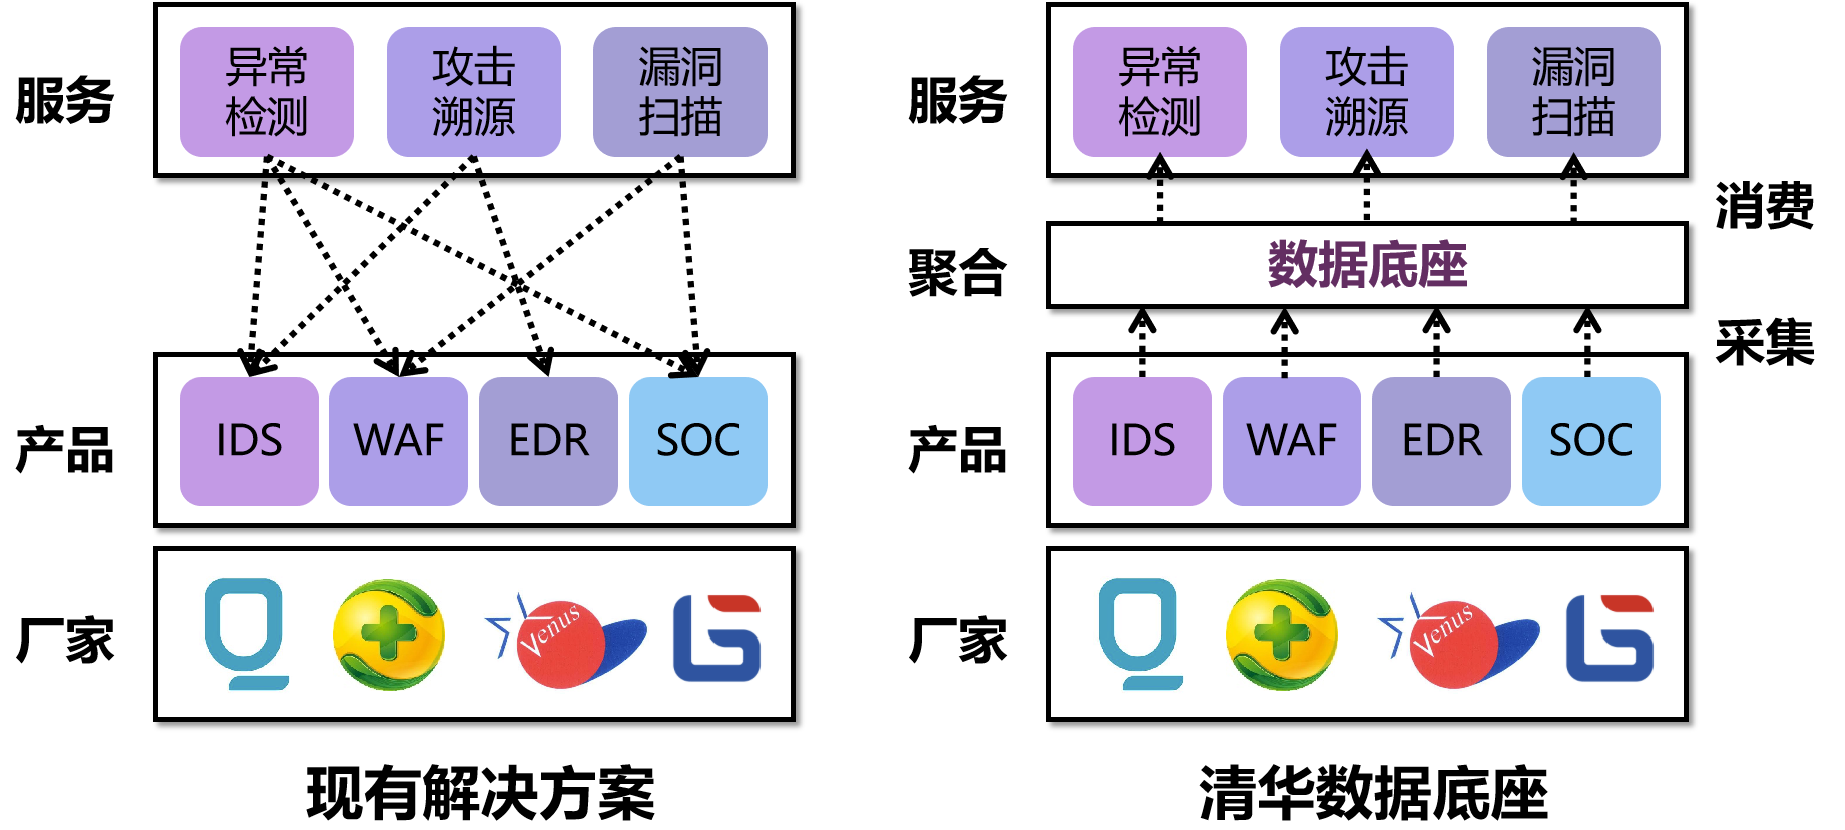 服务
异常
检测
攻击
溯源
漏洞
扫描
产品
IDS
WAF
EDR
SOC
厂家
Venus
现有解决方案
服务
异常
检测
攻击
溯源
漏洞
扫描
消费
聚合
数据底座
采集
产品
IDS
WAF
EDR
SOC
厂家
Venus
清华数据底座